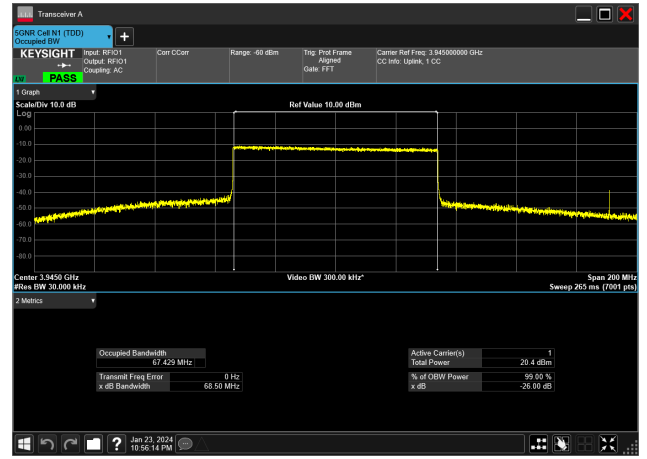 Transceiver A
5GNR Cell N1 (TDD)
Occupied BW
KEYSIGHT
Input: RFIO1
Output: RFIO1
Coupling: AC
Corr CCorr
Range: -60 dBm
Trig: Prot Frame
Aligned
Gate: FFT
Carrier Ref Freq: 3.945000000 GHz
CC Info: Uplink, 1 CC
PASS
1 Graph
Scale/Div 10.0 dB
Ref Value 10.00 dBm
Log
0.00
-10.0
-20.0
-30.0
-40.0
-50.0
-60.0
-70.0
-80.0
Center 3.9450 GHz
Video BW 300.00 kHz*
Span 200 MHz
#Res BW 30.000 kHz
Sweep 265 ms (7001 pts)
2 Metrics
Occupied Bandwidth
67.429 MHz
Active Carrier(s) 1
Total Power 20.4 dBm
Transmit Freq Error 0 Hz
x dB Bandwidth 68.50 MHz
% of OBW Power 99.00 %
x dB -26.00 dB
Jan 23, 2024
10:56:14 PM